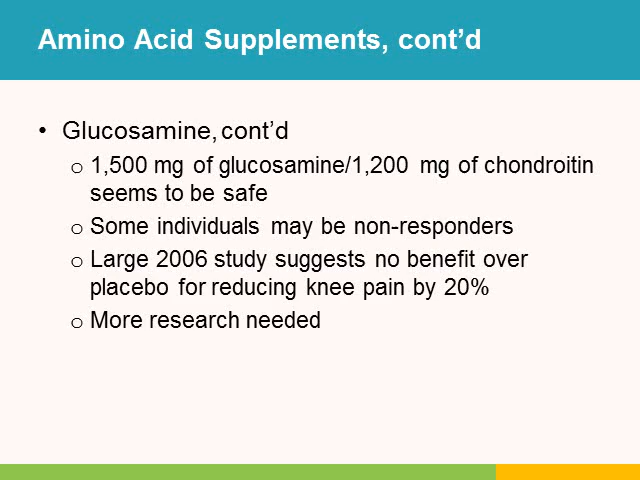 Amino Acid Supplements, cont’d
• Glucosamine, cont’d
o 1,500 mg of glucosamine/1,200 mg of chondroitin
seems to be safe
o Some individuals may be non-responders
o Large 2006 study suggests no benefit over
placebo for reducing knee pain by 20%
o More research needed